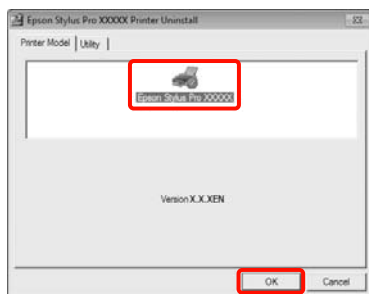 Epson Stylus Pro XXXXX Printer Uninstall
Printer Model Utility
Epson Stylus Pro XXXXX
Version X.X.XEN
OK Cancel